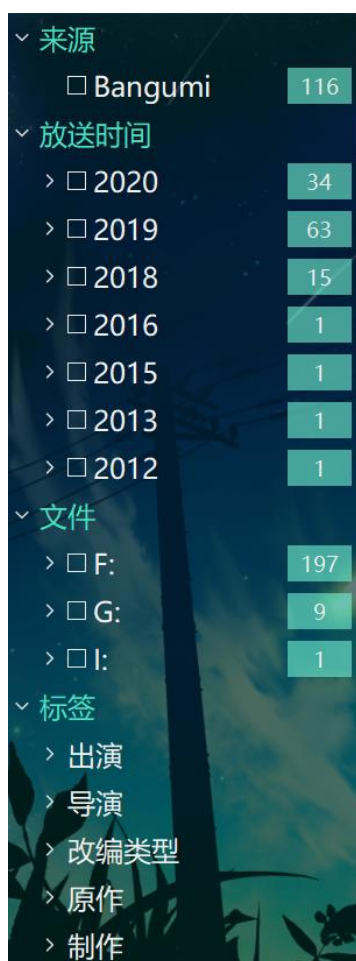 来源
Bangumi 116
放送时间
2020 34
2019 63
2018 15
2016 1
2015 1
2013 1
2012 1
文件
F: 197
G: 9
I: 1
标签
出演
导演
改编类型
原作
制作